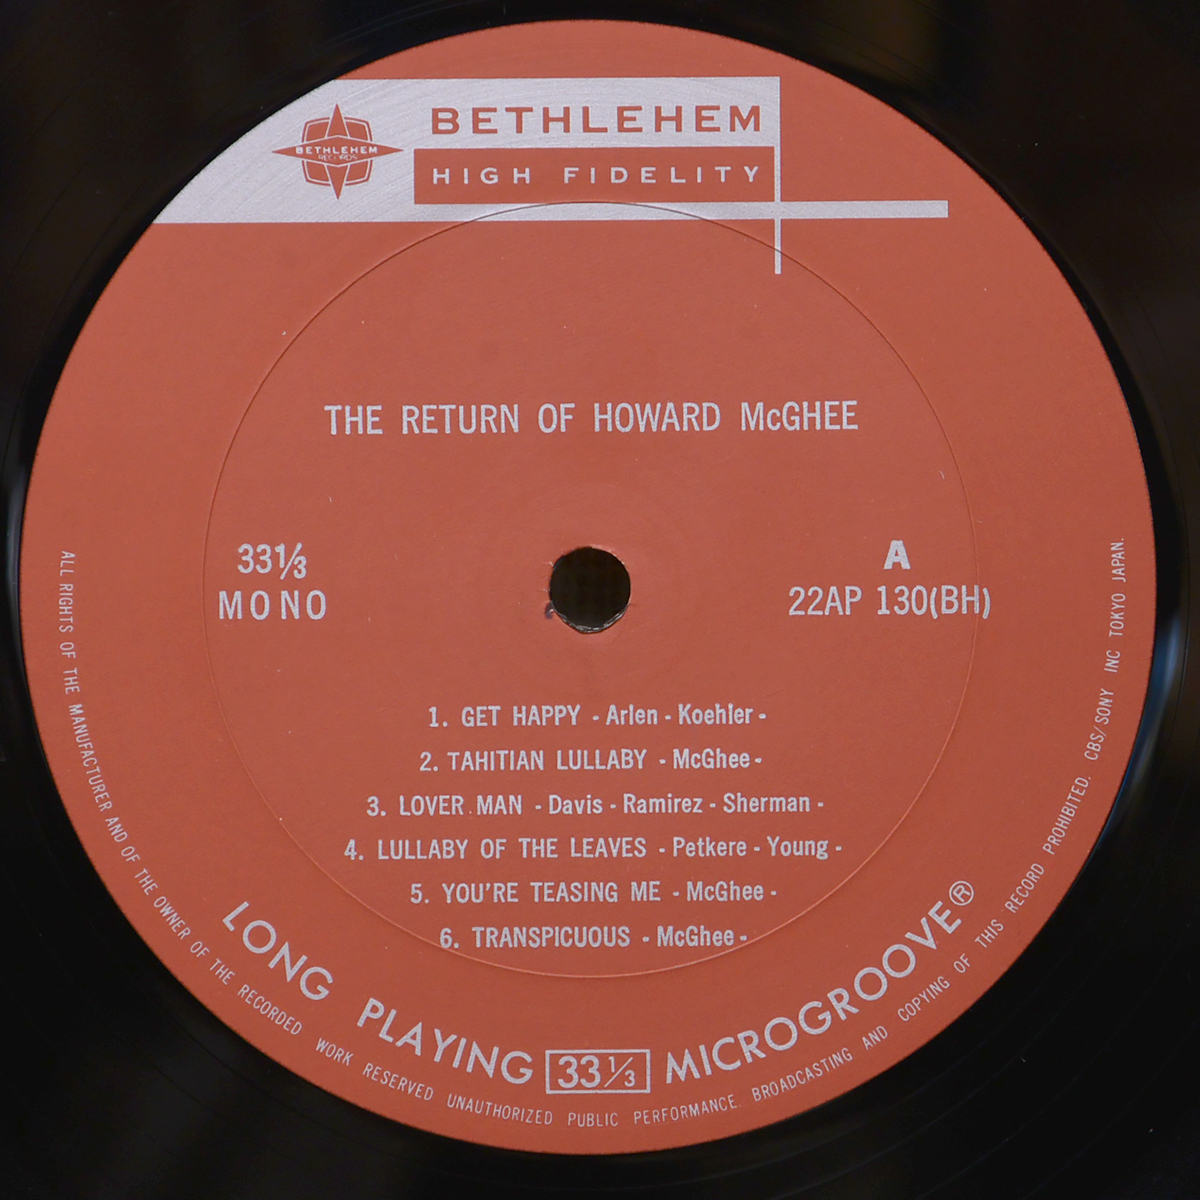 BETHLEHEM
RECORDS
BETHLEHEM
HIGH FIDELITY
THE RETURN OF HOWARD McGHEE
33⅓
MONO
A
22AP 130(BH)
1. GET HAPPY - Arlen - Koehler -
2. TAHITIAN LULLABY - McGhee -
3. LOVER MAN - Davis - Ramirez - Sherman -
4. LULLABY OF THE LEAVES - Petkere - Young -
5. YOU'RE TEASING ME - McGhee -
6. TRANSPICUOUS - McGhee -
LONG PLAYING 33⅓ MICROGROOVE®
ALL RIGHTS OF THE MANUFACTURER AND OF THE OWNER OF THE RECORDED WORK RESERVED UNAUTHORIZED PUBLIC PERFORMANCE. BROADCASTING AND COPYING OF THIS RECORD PROHIBITED. CBS/SONY INC TOKYO JAPAN.